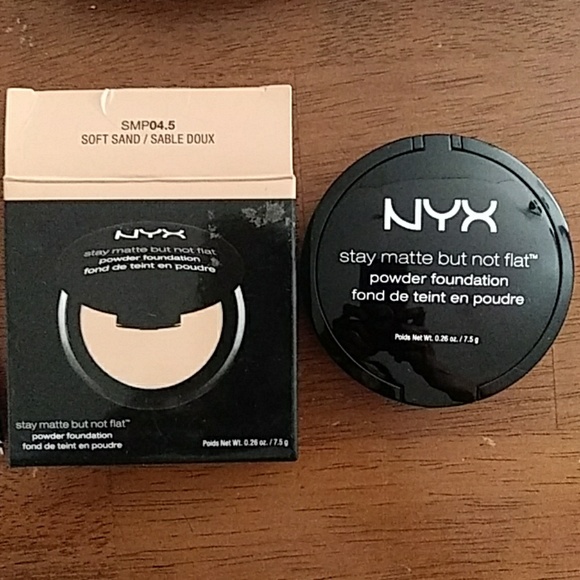 SMP04.5
SOFT SAND / SABLE DOUX
NYX
stay matte but not flat
powder foundation
fond de teint en poudre
stay matte but not flat™
powder foundation
fond de teint en poudre
Poids Net Wt. 0.26 oz. / 7.5 g
NYX
stay matte but not flat™
powder foundation
fond de teint en poudre
Poids Net Wt. 0.26 oz. / 7.5 g